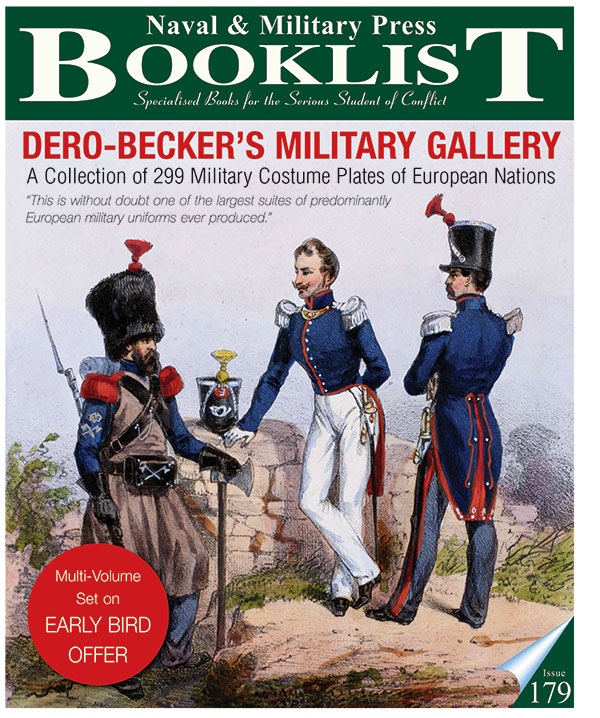 Naval & Military Press
BOOKLIST
Specialised Books for the Serious Student of Conflict
DERO-BECKER'S MILITARY GALLERY
A Collection of 299 Military Costume Plates of European Nations
“This is without doubt one of the largest suites of predominantly
European military uniforms ever produced.”
Multi-Volume
Set on
EARLY BIRD
OFFER
Issue
179